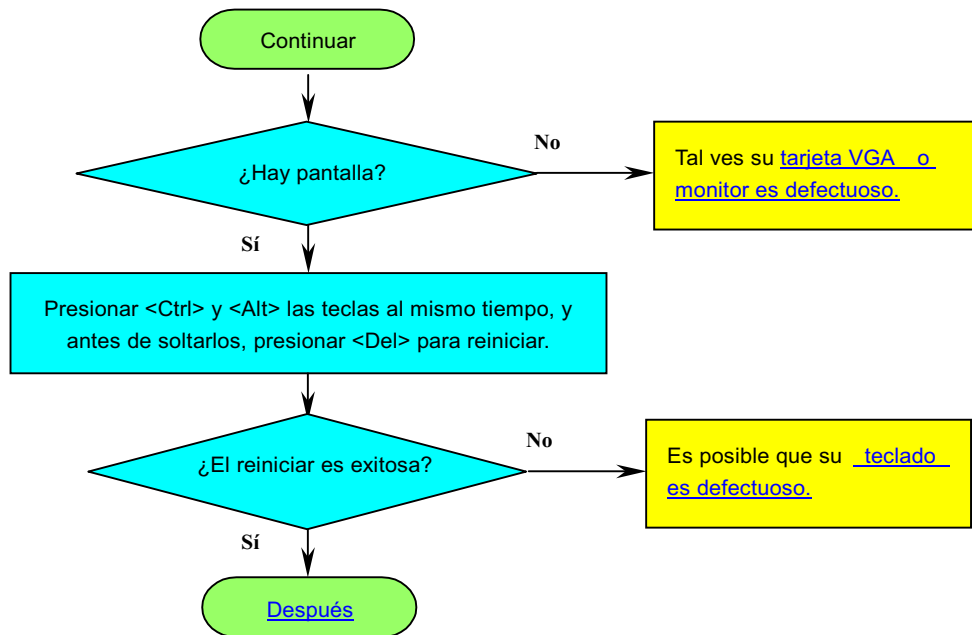 Continuar
¿Hay pantalla?
No
Tal ves su tarjeta VGA o
monitor es defectuoso.
Sí
Presionar <Ctrl> y <Alt> las teclas al mismo tiempo, y
antes de soltarlos, presionar <Del> para reiniciar.
¿El reiniciar es exitosa?
No
Es posible que su teclado
es defectuoso.
Sí
Después